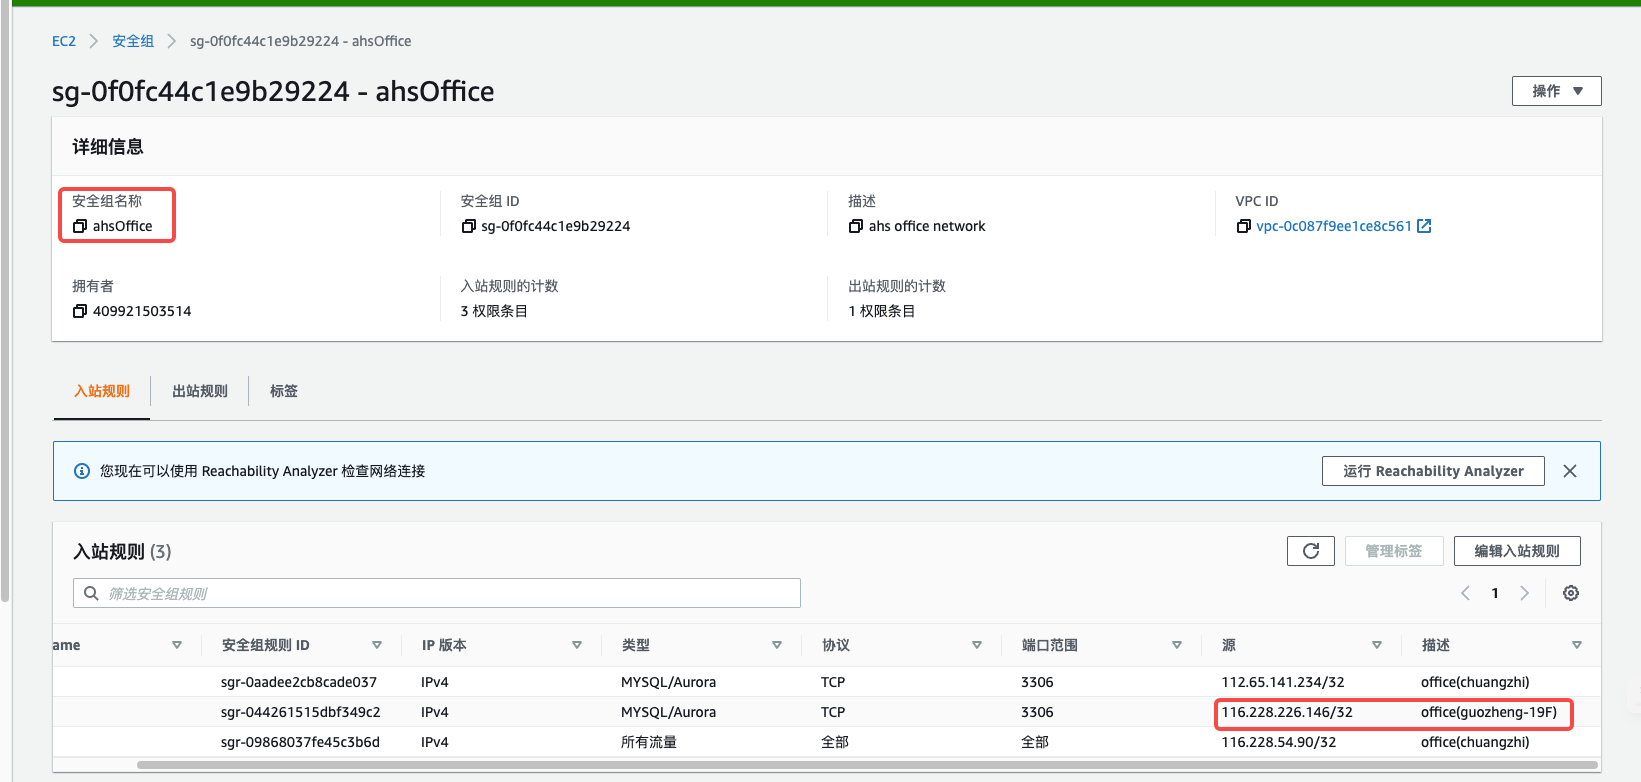 EC2 > 安全组 > sg-0f0fc44c1e9b29224 - ahsOffice
sg-0f0fc44c1e9b29224 - ahsOffice
操作
详细信息
安全组名称 安全组 ID 描述 VPC ID
ahsOffice sg-0f0fc44c1e9b29224 ahs office network vpc-0c087f9ee1ce8c561
拥有者 入站规则的计数 出站规则的计数
409921503514 3 权限条目 1 权限条目
入站规则 出站规则 标签
您现在可以使用 Reachability Analyzer 检查网络连接 运行 Reachability Analyzer
入站规则 (3) 管理标签 编辑入站规则
筛选安全组规则 1
ame 安全组规则 ID IP 版本 类型 协议 端口范围 源 描述
sgr-0aadee2cb8cade037 IPv4 MYSQL/Aurora TCP 3306 112.65.141.234/32 office(chuangzhi)
sgr-044261515dbf349c2 IPv4 MYSQL/Aurora TCP 3306 116.228.226.146/32 office(guozheng-19F)
sgr-09868037fe45c3b6d IPv4 所有流量 全部 全部 116.228.54.90/32 office(chuangzhi)